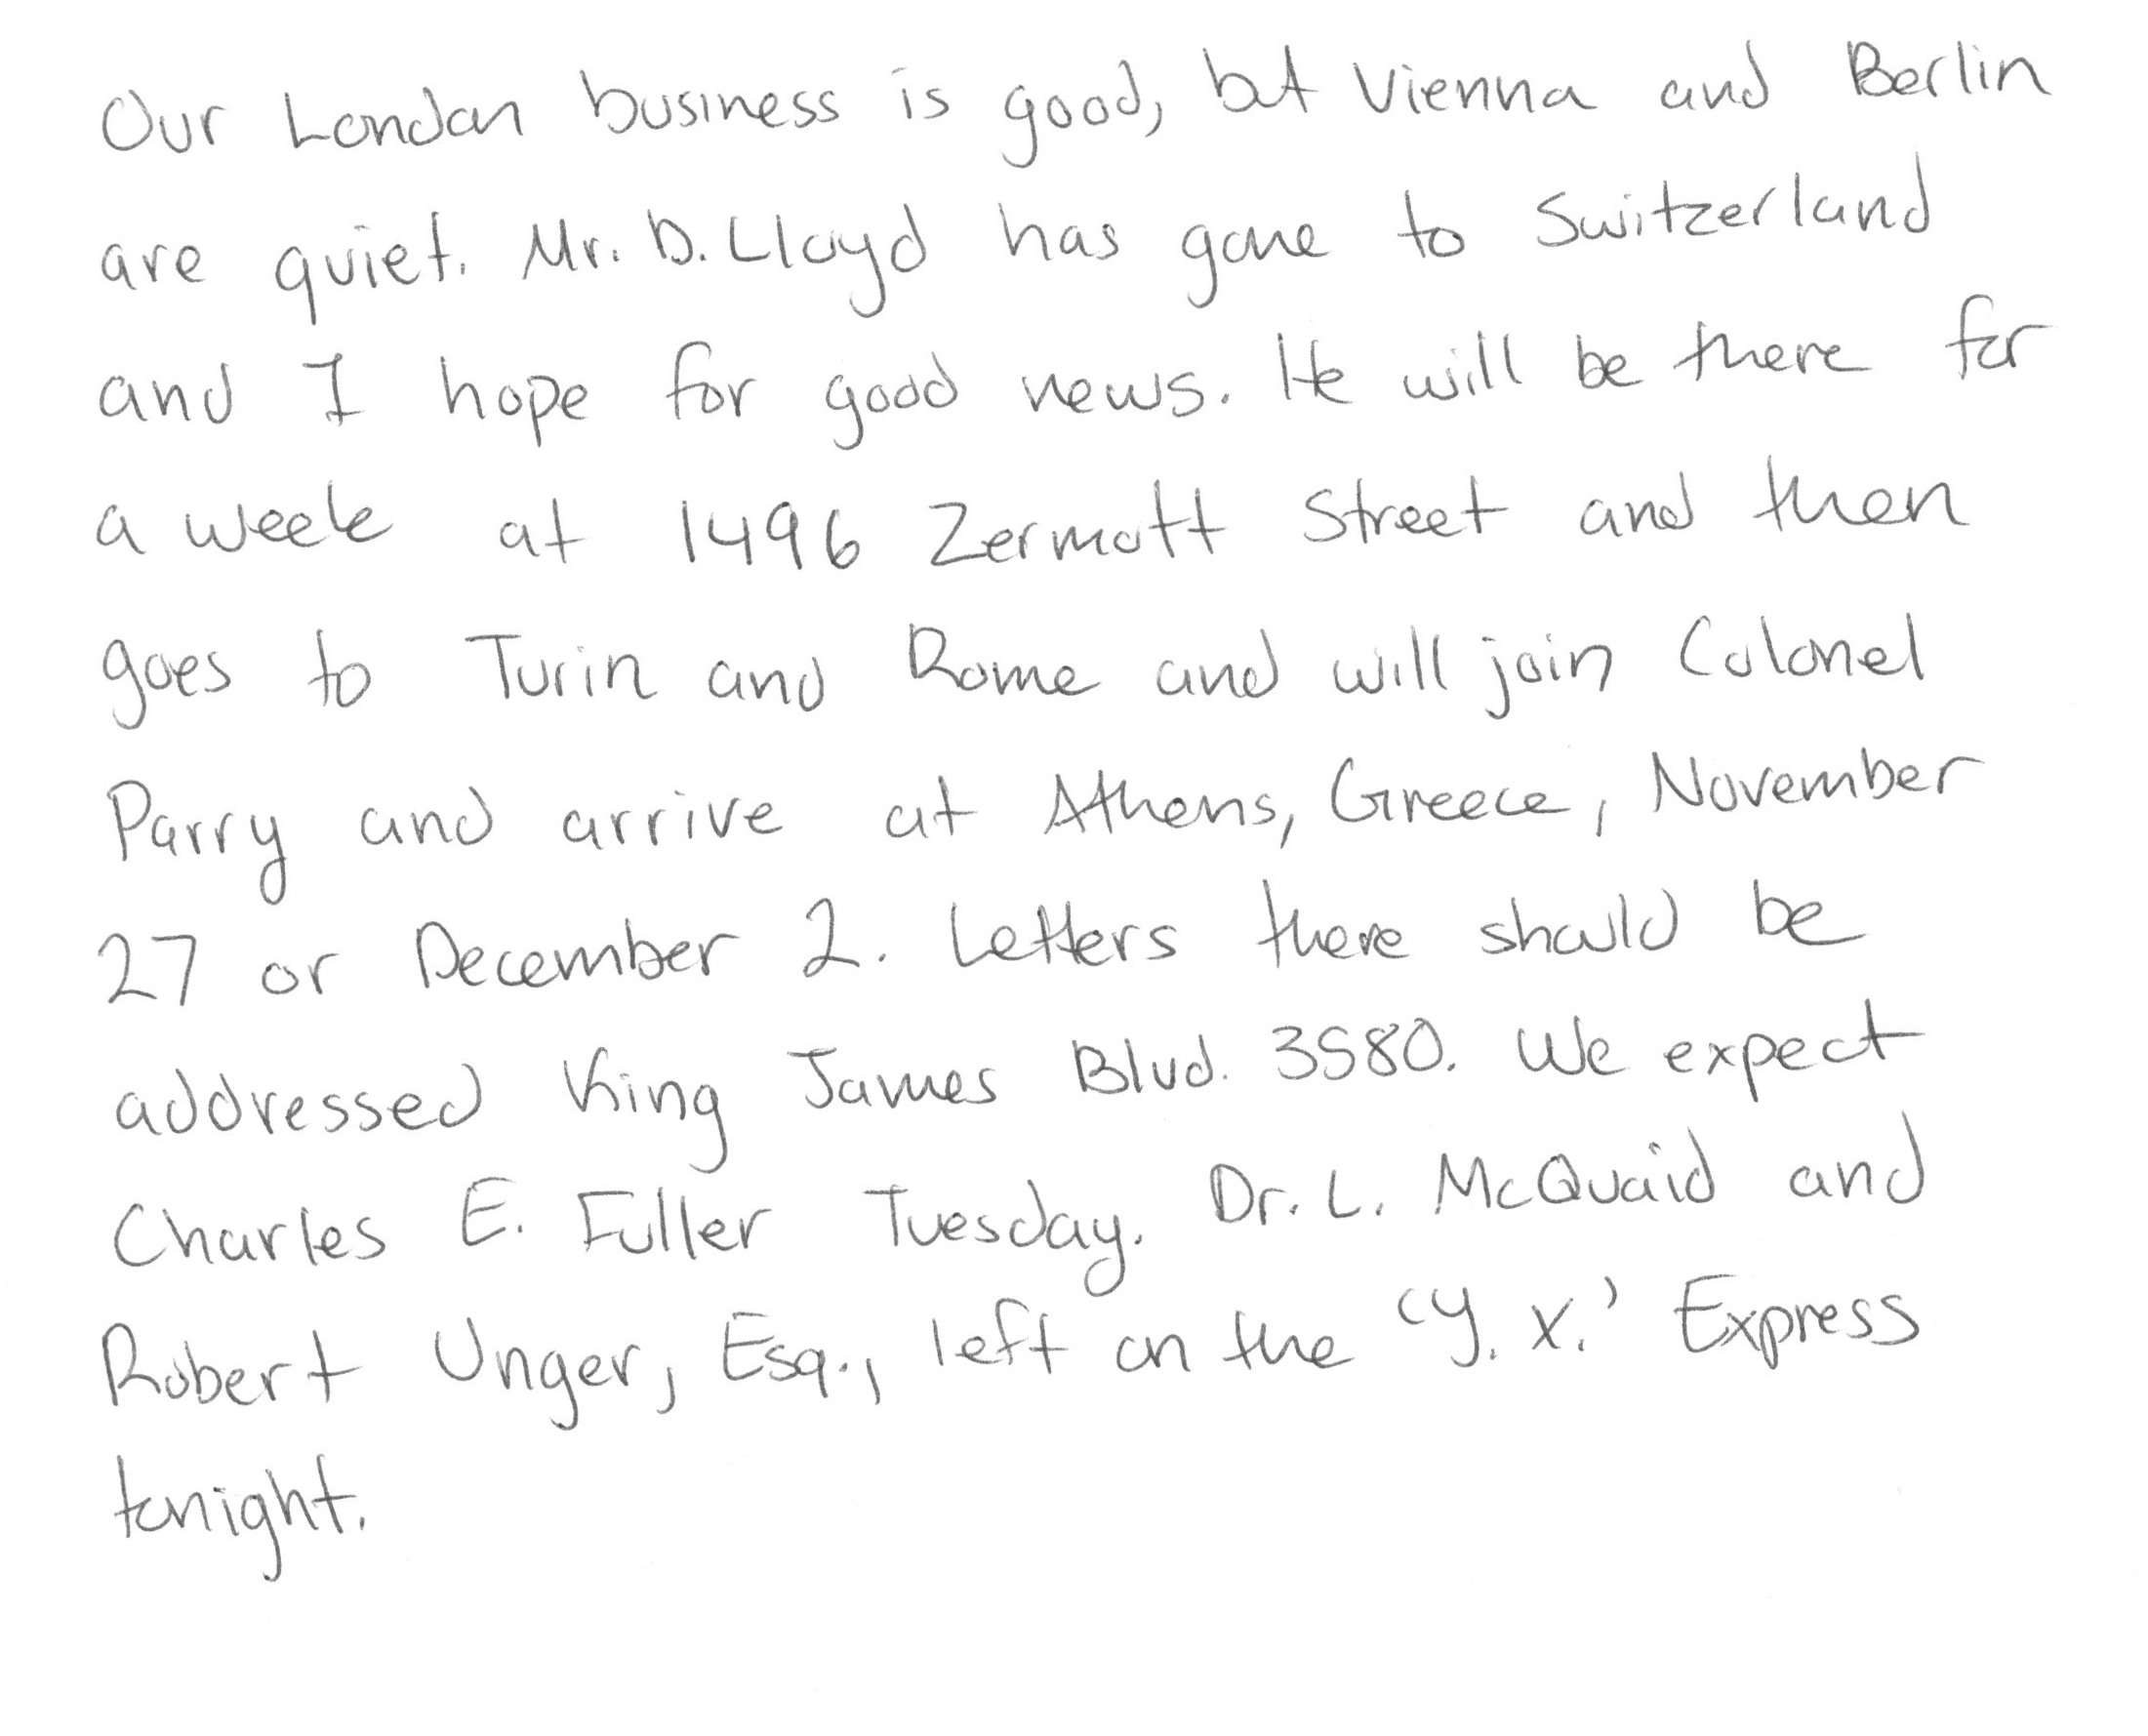 Our London business is good, but Vienna and Berlin
are quiet. Mr. D. Lloyd has gone to Switzerland
and I hope for good news. He will be there for
a week at 1496 Zermott Street and then
goes to Turin and Rome and will join Colonel
Parry and arrive at Athens, Greece, November
27 or December 2. Letters there should be
addressed King James Blvd. 3580. We expect
Charles E. Fuller Tuesday. Dr. L. McQuaid and
Robert Unger, Esq., left on the 'Y. X.' Express
tonight.